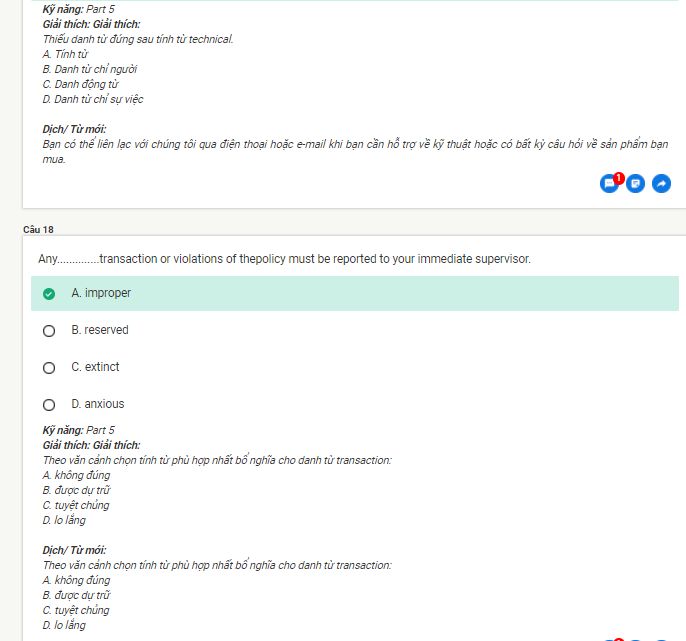 Kỹ năng: Part 5
Giải thích: Giải thích:
Thiếu danh từ đứng sau tính từ technical.
A. Tính từ
B. Danh từ chỉ người
C. Danh động từ
D. Danh từ chỉ sự việc
Dịch/ Từ mới:
Bạn có thể liên lạc với chúng tôi qua điện thoại hoặc e-mail khi bạn cần hỗ trợ về kỹ thuật hoặc có bất kỳ câu hỏi về sản phẩm bạn
mua.
1
Câu 18
Any..............transaction or violations of thepolicy must be reported to your immediate supervisor.
A. improper
B. reserved
C. extinct
D. anxious
Kỹ năng: Part 5
Giải thích: Giải thích:
Theo văn cảnh chọn tính từ phù hợp nhất bổ nghĩa cho danh từ transaction:
A. không đúng
B. được dự trữ
C. tuyệt chủng
D. lo lắng
Dịch/ Từ mới:
Theo văn cảnh chọn tính từ phù hợp nhất bổ nghĩa cho danh từ transaction:
A. không đúng
B. được dự trữ
C. tuyệt chủng
D. lo lắng